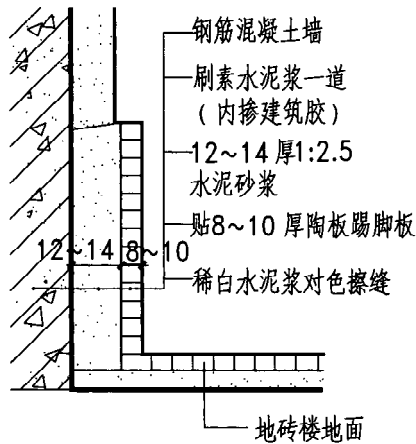 钢筋混凝土墙
刷素水泥浆一道
（内掺建筑胶）
12~14厚1:2.5
水泥砂浆
贴8~10厚陶板踢脚板
12~14 8~10
稀白水泥浆对色擦缝
地砖楼地面